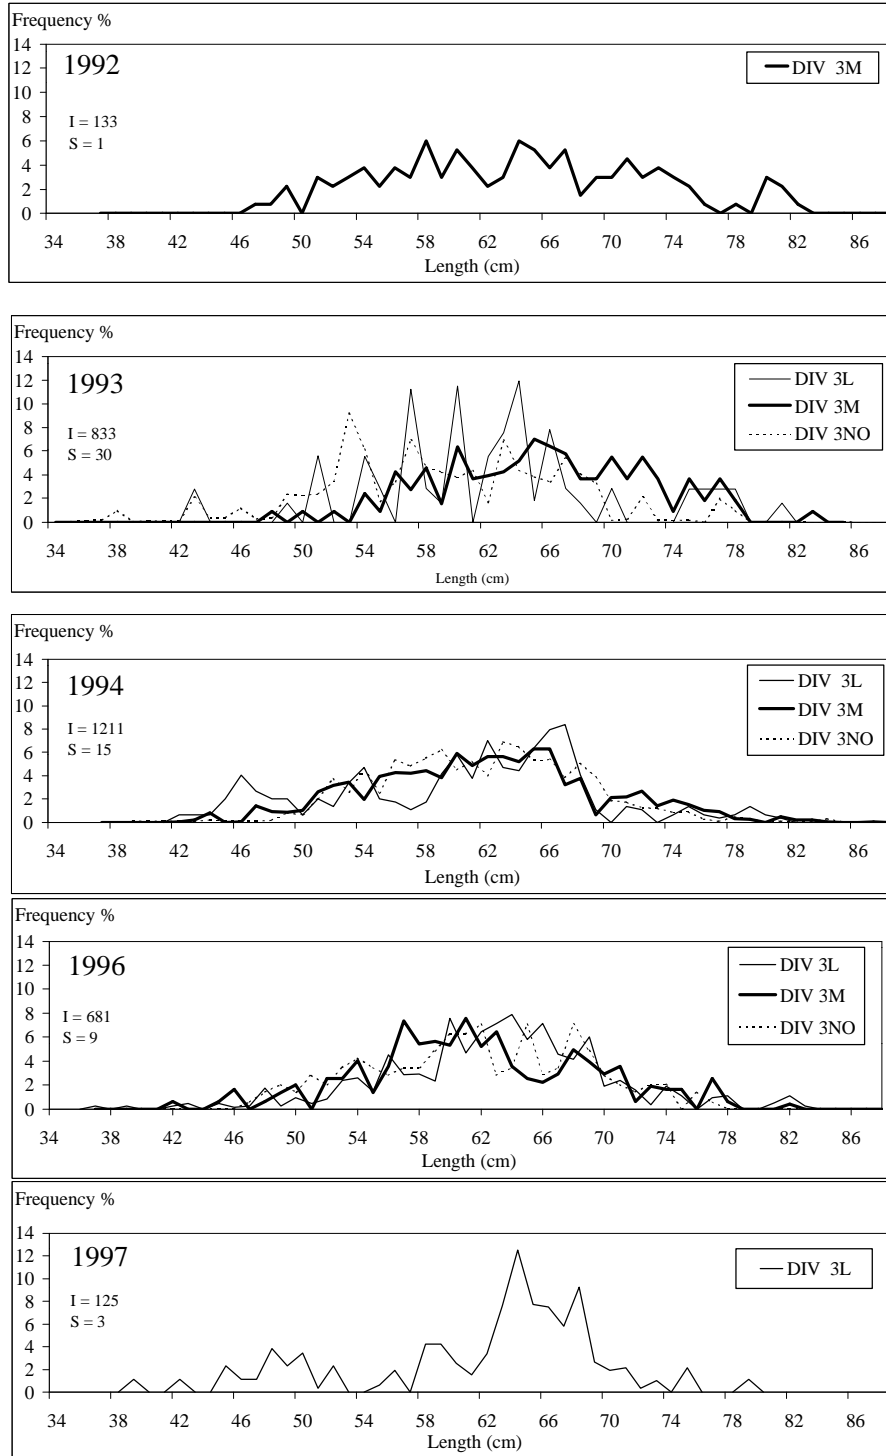 Frequency %
14
12
10
8
6
4
2
0
1992
I = 133
S = 1
DIV 3M
34 38 42 46 50 54 58 62 66 70 74 78 82 86
Length (cm)
Frequency %
14
12
10
8
6
4
2
0
1993
I = 833
S = 30
DIV 3L
DIV 3M
DIV 3NO
34 38 42 46 50 54 58 62 66 70 74 78 82 86
Length (cm)
Frequency %
14
12
10
8
6
4
2
0
1994
I = 1211
S = 15
DIV 3L
DIV 3M
DIV 3NO
34 38 42 46 50 54 58 62 66 70 74 78 82 86
Length (cm)
Frequency %
14
12
10
8
6
4
2
0
1996
I = 681
S = 9
DIV 3L
DIV 3M
DIV 3NO
34 38 42 46 50 54 58 62 66 70 74 78 82 86
Length (cm)
Frequency %
14
12
10
8
6
4
2
0
1997
I = 125
S = 3
DIV 3L
34 38 42 46 50 54 58 62 66 70 74 78 82 86
Length (cm)